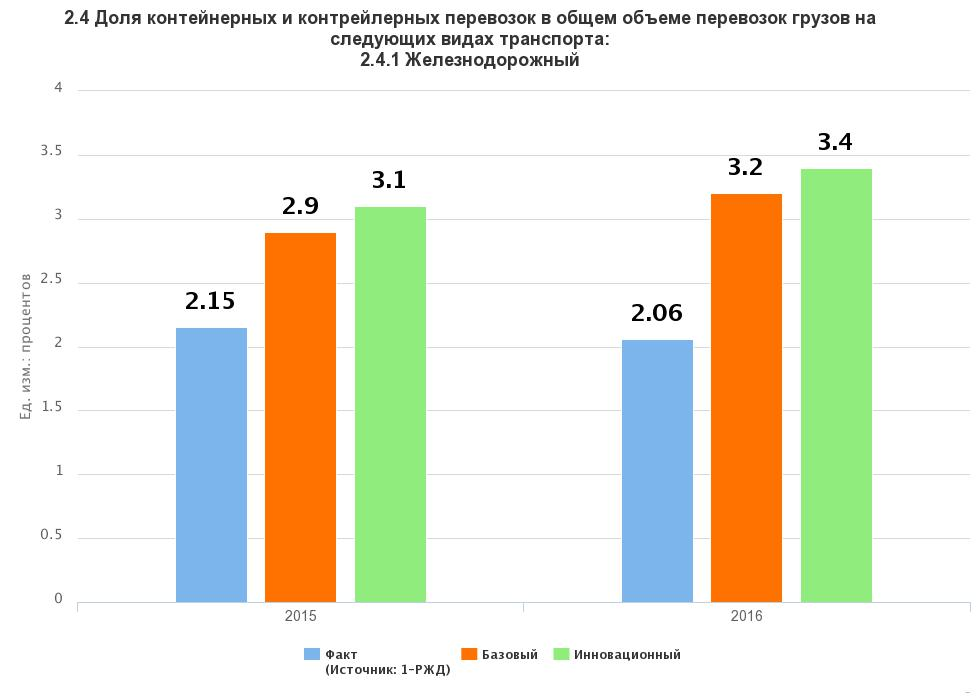 2.4 Доля контейнерных и контрейлерных перевозок в общем объеме перевозок грузов на
следующих видах транспорта:
2.4.1 Железнодорожный
4
3.5
3
2.5
2
1.5
1
0.5
0
Ед. изм.: процентов
2.15
2.9
3.1
2.06
3.2
3.4
2015
2016
Факт
(Источник: 1-РЖД)
Базовый
Инновационный